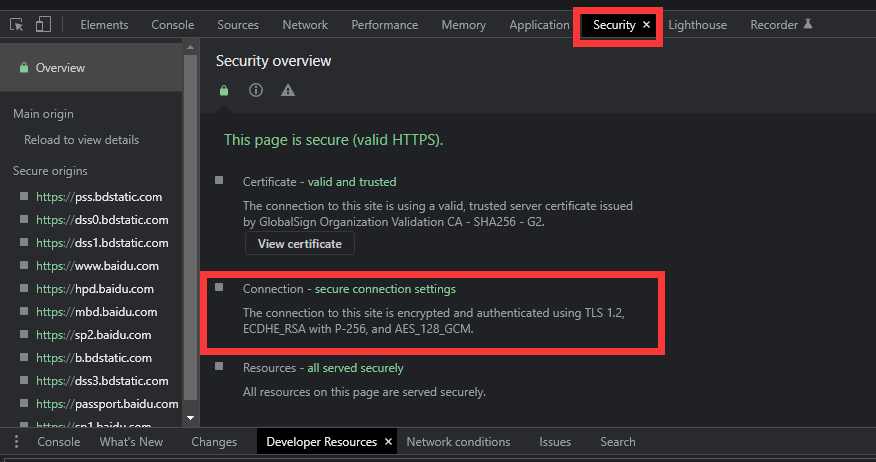 Elements Console Sources Network Performance Memory Application Security × Lighthouse Recorder
Overview
Main origin
Reload to view details
Secure origins
https://pss.bdstatic.com
https://dss0.bdstatic.com
https://dss1.bdstatic.com
https://www.baidu.com
https://hpd.baidu.com
https://mbd.baidu.com
https://sp2.baidu.com
https://b.bdstatic.com
https://dss3.bdstatic.com
https://passport.baidu.com
https://sp1.baidu.com
Security overview
This page is secure (valid HTTPS).
Certificate - valid and trusted
The connection to this site is using a valid, trusted server certificate issued
by GlobalSign Organization Validation CA - SHA256 - G2.
View certificate
Connection - secure connection settings
The connection to this site is encrypted and authenticated using TLS 1.2,
ECDHE_RSA with P-256, and AES_128_GCM.
Resources - all served securely
All resources on this page are served securely.
Console What's New Changes Developer Resources × Network conditions Issues Search